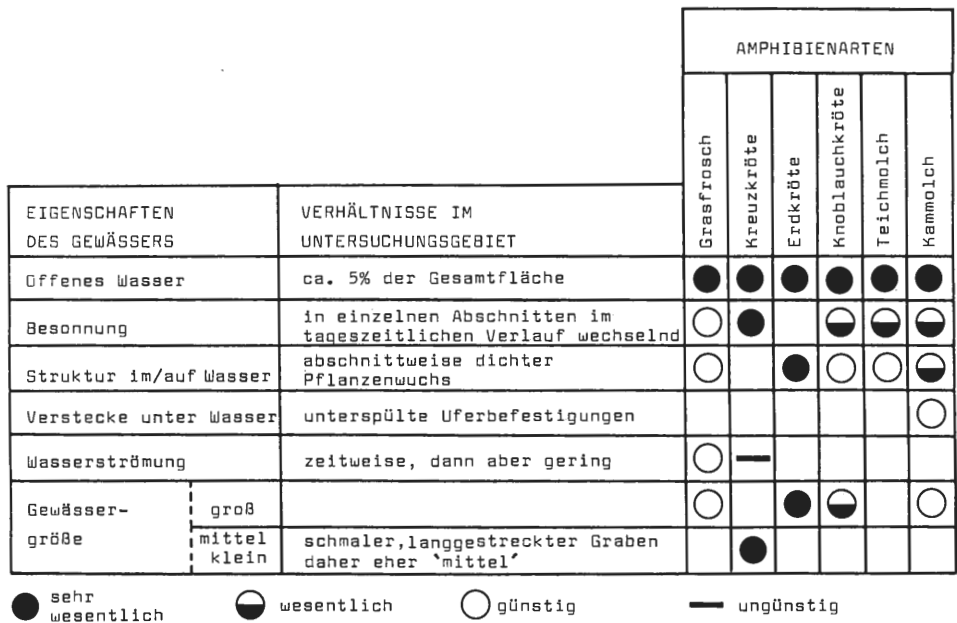 AMPHIBIENARTEN
Grasfrosch
Kreuzkröte
Erdkröte
Knoblauchkröte
Teichmolch
Kammolch
EIGENSCHAFTEN
DES GEWÄSSERS
VERHÄLTNISSE IM
UNTERSUCHUNGSGEBIET
Offenes Wasser
ca. 5% der Gesamtfläche
Besonnung
in einzelnen Abschnitten im
tageszeitlichen Verlauf wechselnd
Struktur im/auf Wasser
abschnittweise dichter
Pflanzenwuchs
Verstecke unter Wasser
unterspülte Uferbefestigungen
Wasserströmung
zeitweise, dann aber gering
Gewässer-
größe
groß
mittel
klein
schmaler,langgestreckter Graben
daher eher 'mittel'
sehr
wesentlich
wesentlich
günstig
ungünstig